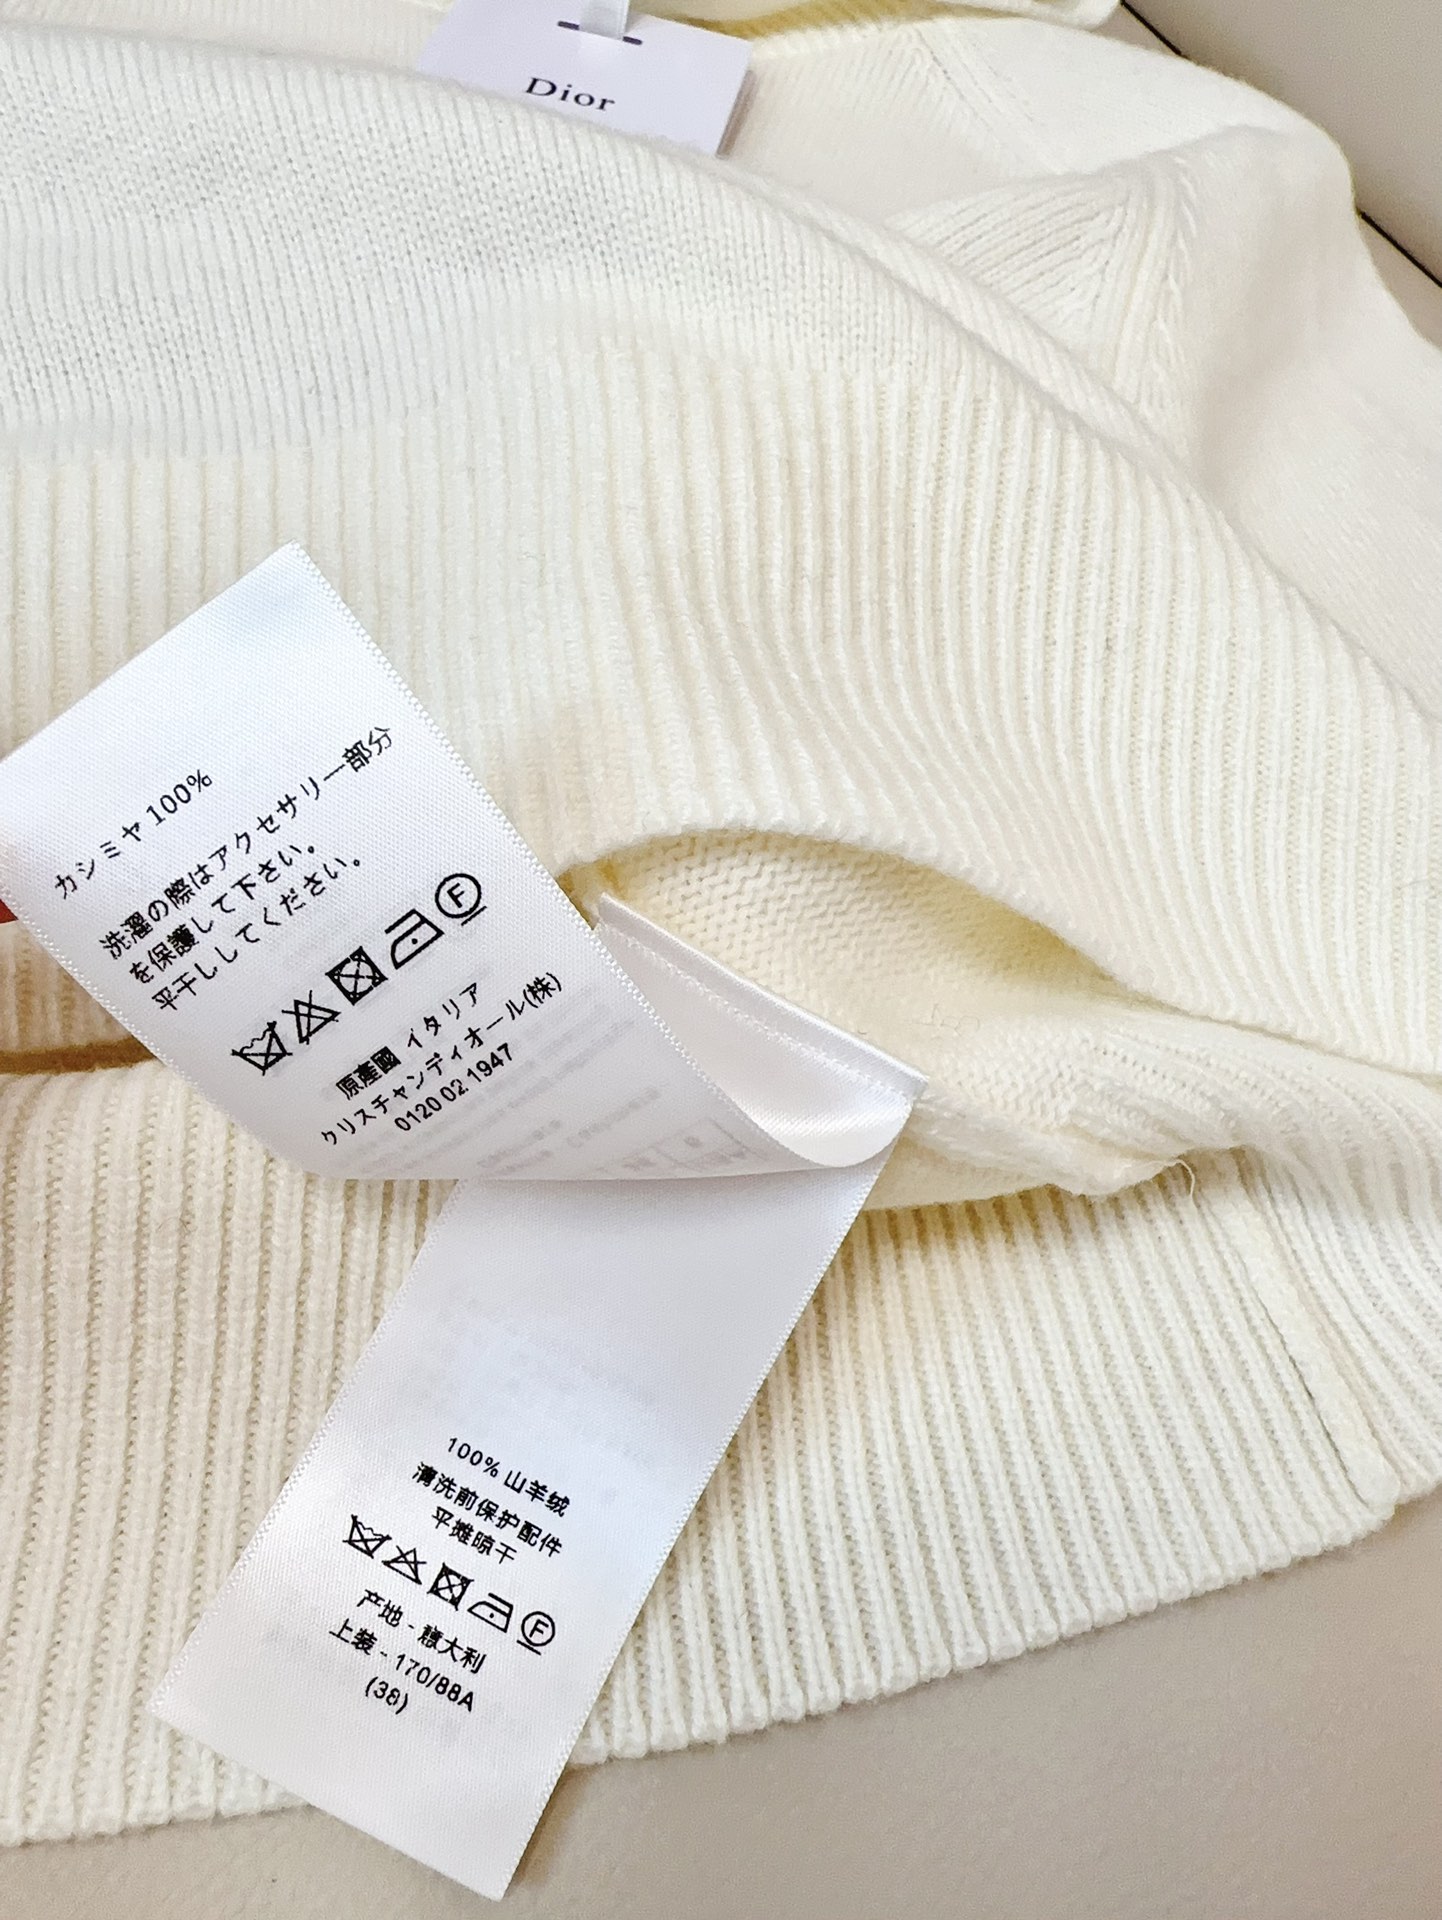 Dior
カシミヤ 100%
洗濯の際はアクセサリー部分
を保護して下さい。
平干ししてください。
F
原產國 イタリア
クリスチャンディオール(株)
0120 02 1947
100% 山羊绒
清洗前保护配件
平摊晾干
F
产地 - 意大利
上装 - 170/88A
(38)